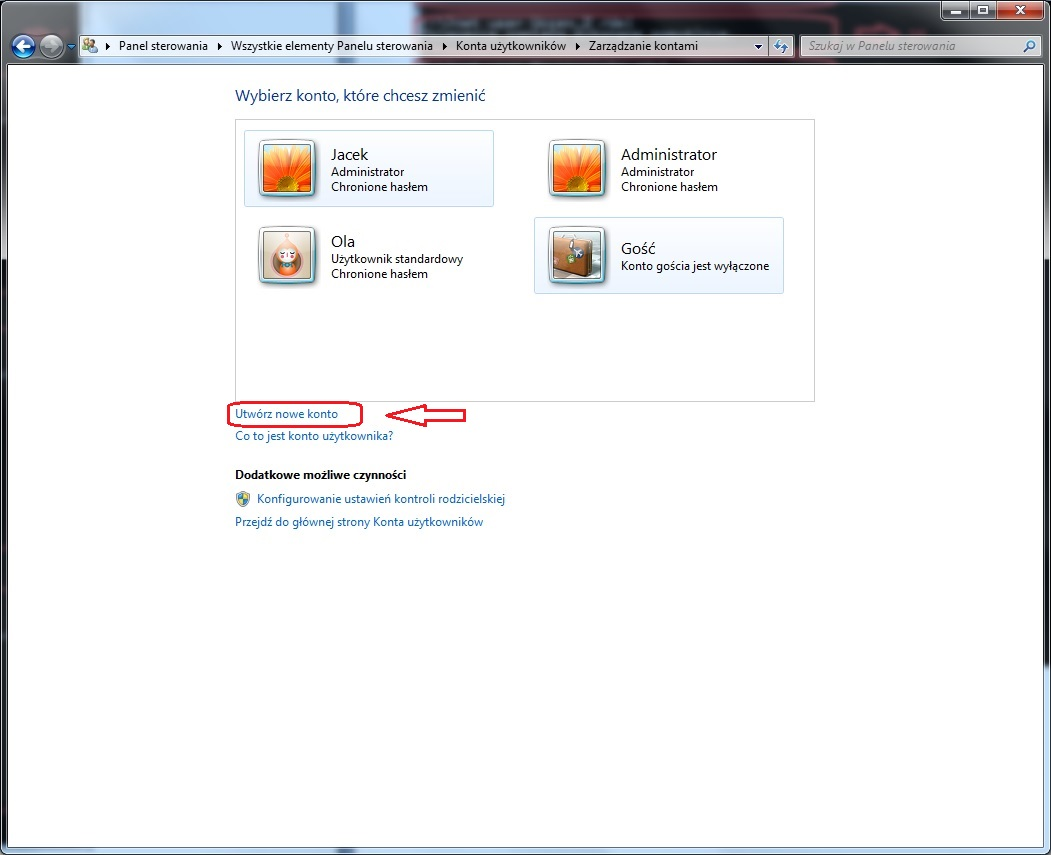 Panel sterowania Wszystkie elementy Panelu sterowania Konta użytkowników Zarządzanie kontami Szukaj w Panelu sterowania
Wybierz konto, które chcesz zmienić
Jacek
Administrator
Chronione hasłem
Administrator
Administrator
Chronione hasłem
Ola
Użytkownik standardowy
Chronione hasłem
Gość
Konto gościa jest wyłączone
Utwórz nowe konto
Co to jest konto użytkownika?
Dodatkowe możliwe czynności
Konfigurowanie ustawień kontroli rodzicielskiej
Przejdź do głównej strony Konta użytkowników